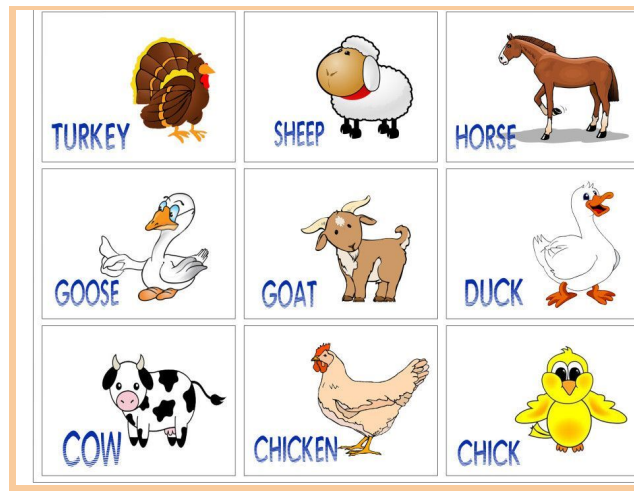 TURKEY
SHEEP
HORSE
GOOSE
GOAT
DUCK
COW
CHICKEN
CHICK